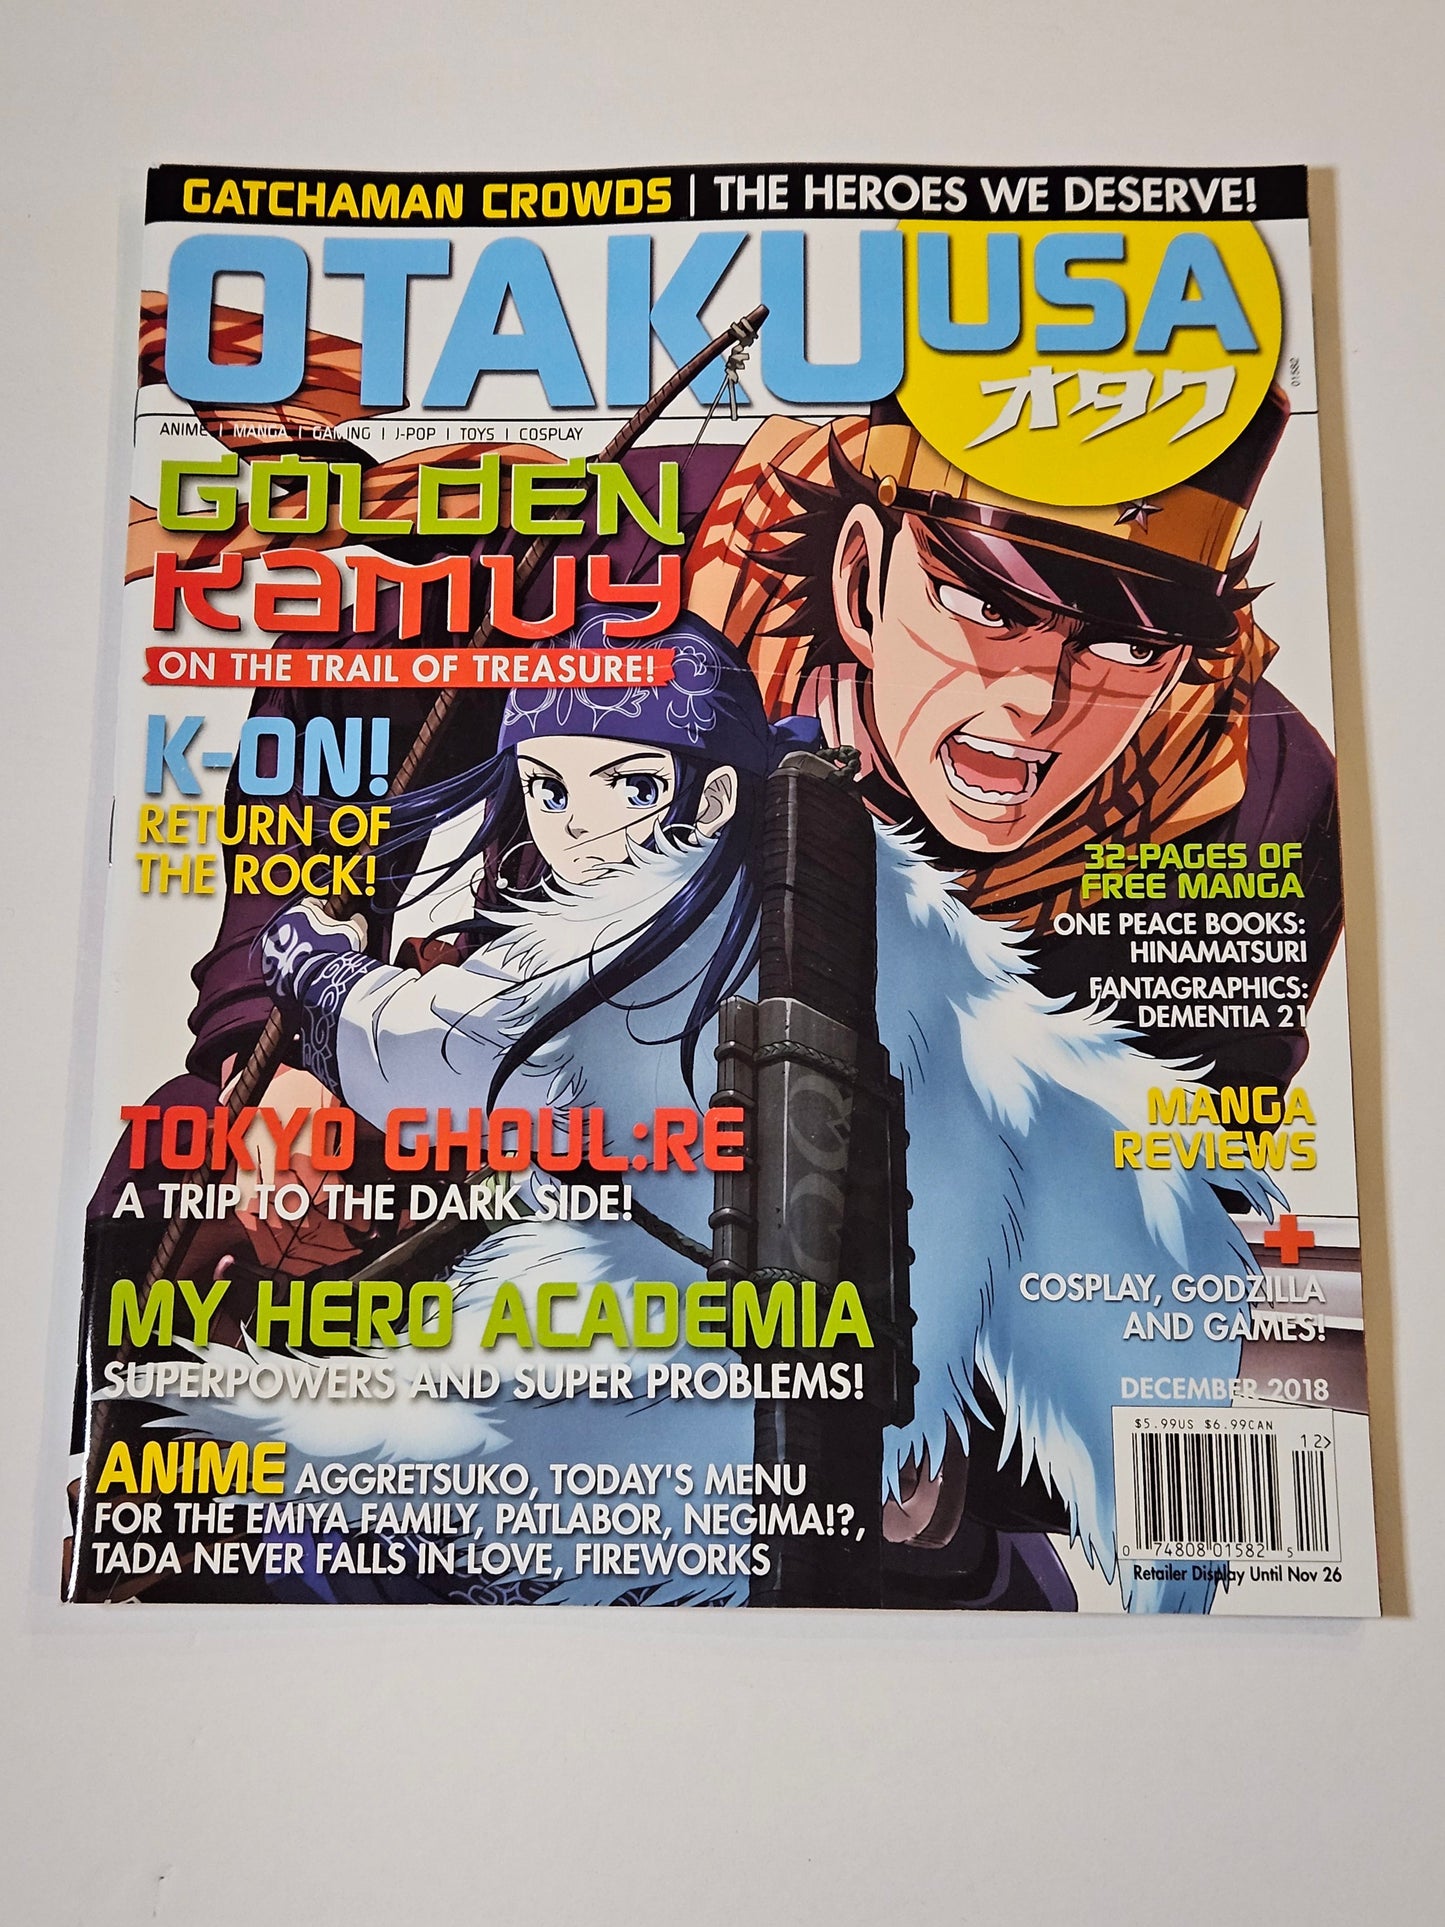 GATCHAMAN CROWDS | THE HEROES WE DESERVE!
OTAKU USA
オタク
01582
ANIME | MANGA | GAMING | J-POP | TOYS | COSPLAY
GOLDEN
KAMUY
ON THE TRAIL OF TREASURE!
K-ON!
RETURN OF
THE ROCK!
32-PAGES OF
FREE MANGA
ONE PEACE BOOKS:
HINAMATSURI
FANTAGRAPHICS:
DEMENTIA 21
MANGA
REVIEWS
+
COSPLAY, GODZILLA
AND GAMES!
TOKYO GHOUL:RE
A TRIP TO THE DARK SIDE!
MY HERO ACADEMIA
SUPERPOWERS AND SUPER PROBLEMS!
ANIME AGGRETSUKO, TODAY'S MENU
FOR THE EMIYA FAMILY, PATLABOR, NEGIMA!?,
TADA NEVER FALLS IN LOVE, FIREWORKS
DECEMBER 2018
$5.99US $6.99CAN
12>
0 74808 01582 5
Retailer Display Until Nov 26